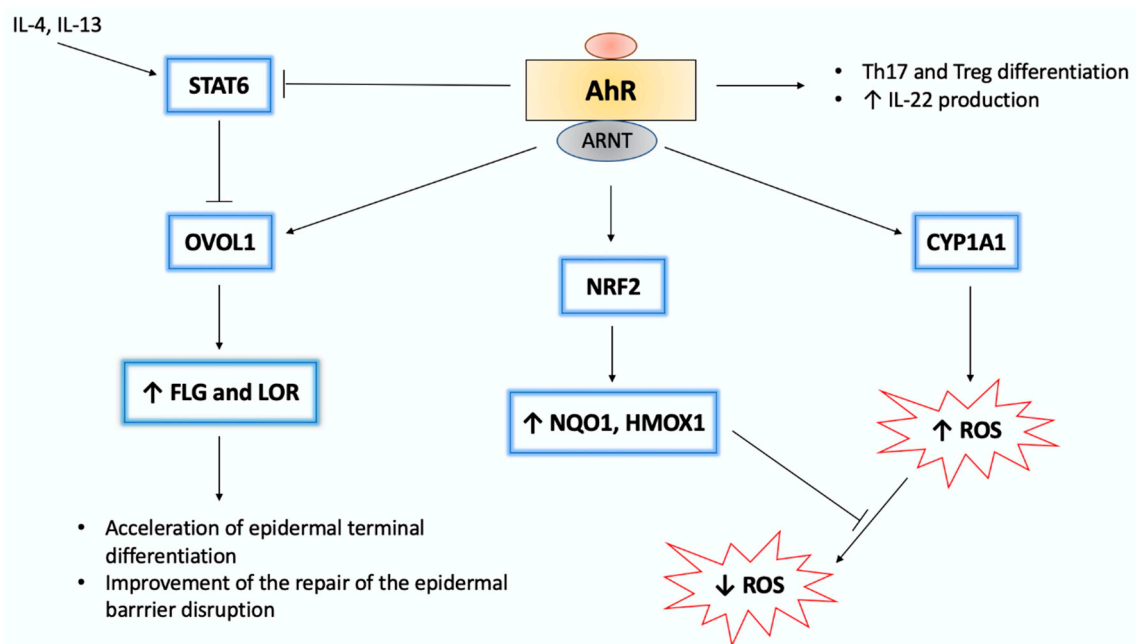 IL-4, IL-13
STAT6
AhR
ARNT
• Th17 and Treg differentiation
• ↑ IL-22 production
OVOL1
NRF2
CYP1A1
↑ FLG and LOR
↑ NQO1, HMOX1
↑ ROS
• Acceleration of epidermal terminal
differentiation
• Improvement of the repair of the epidermal
barrrier disruption
↓ ROS